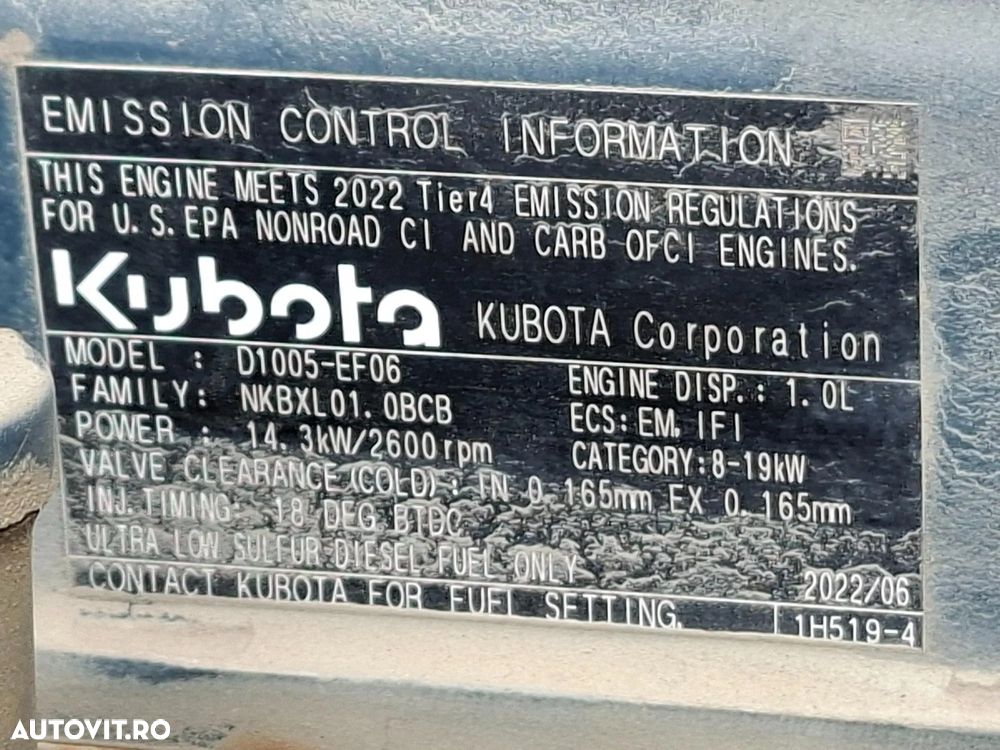 EMISSION CONTROL INFORMATION
THIS ENGINE MEETS 2022 Tier4 EMISSION REGULATIONS
FOR U.S.EPA NONROAD CI AND CARB OFCI ENGINES.
Kubota KUBOTA Corporation
MODEL : D1005-EF06
ENGINE DISP.: 1.0L
FAMILY: NKBXL01.0BCB
ECS: EM, IFI
POWER : 14.3kW/2600rpm
CATEGORY:8-19kW
VALVE CLEARANCE(COLD): IN 0.165mm EX 0.165mm
INJ.TIMING: 18 DEG BTDC
ULTRA LOW SULFUR DIESEL FUEL ONLY
2022/06
CONTACT KUBOTA FOR FUEL SETTING.
1H519-4
AUTOVIT.RO